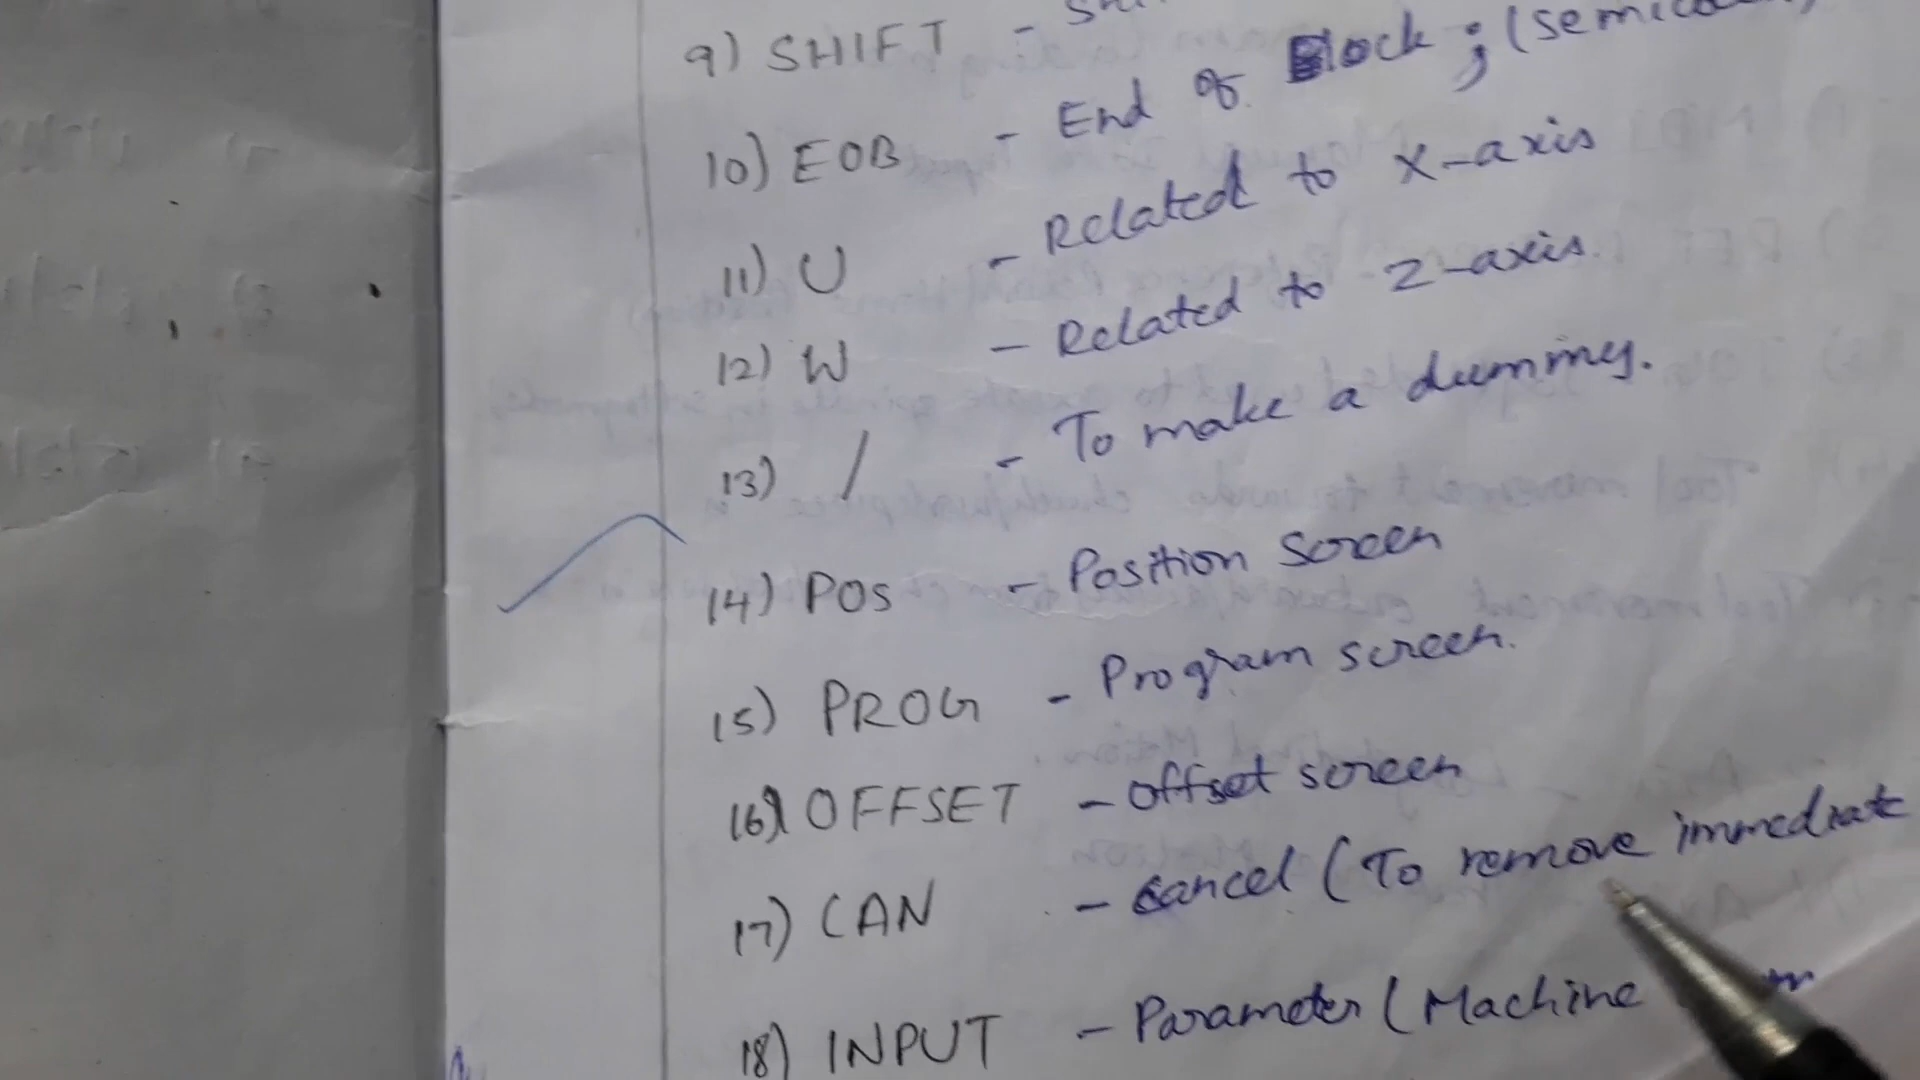 9) SHIFT -
10) EOB - End of Block ; (semicolon)
11) U - Related to X-axis
12) W - Related to Z-axis.
13) / - To make a dummy.
14) POS - Position Screen
15) PROG - Program screen.
16) OFFSET - Offset screen
17) CAN - Cancel (To remove immediate
18) INPUT - Parameter (Machine